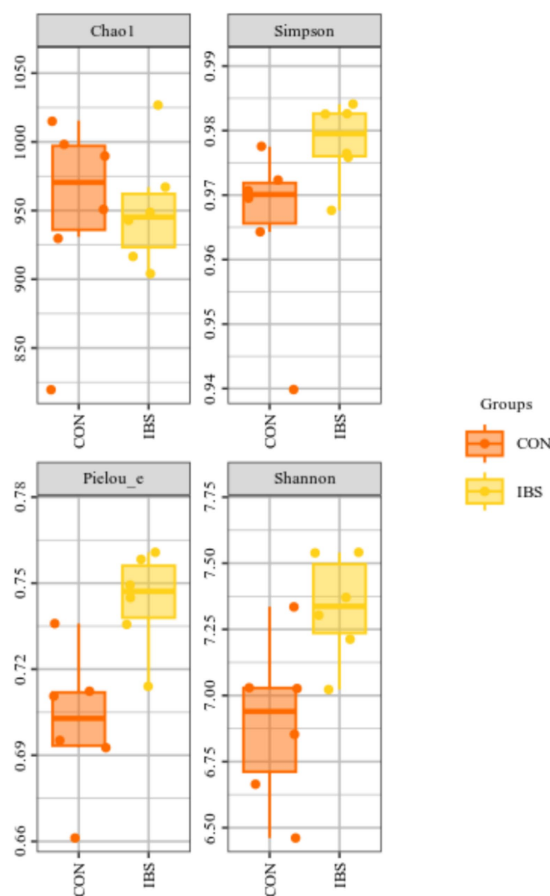 Chao1
1050
1000
950
900
850
CON
IBS
Simpson
0.99
0.98
0.97
0.96
0.95
0.94
CON
IBS
Groups
CON
IBS
Pielou_e
0.78
0.75
0.72
0.69
0.66
CON
IBS
Shannon
7.75
7.50
7.25
7.00
6.75
6.50
CON
IBS